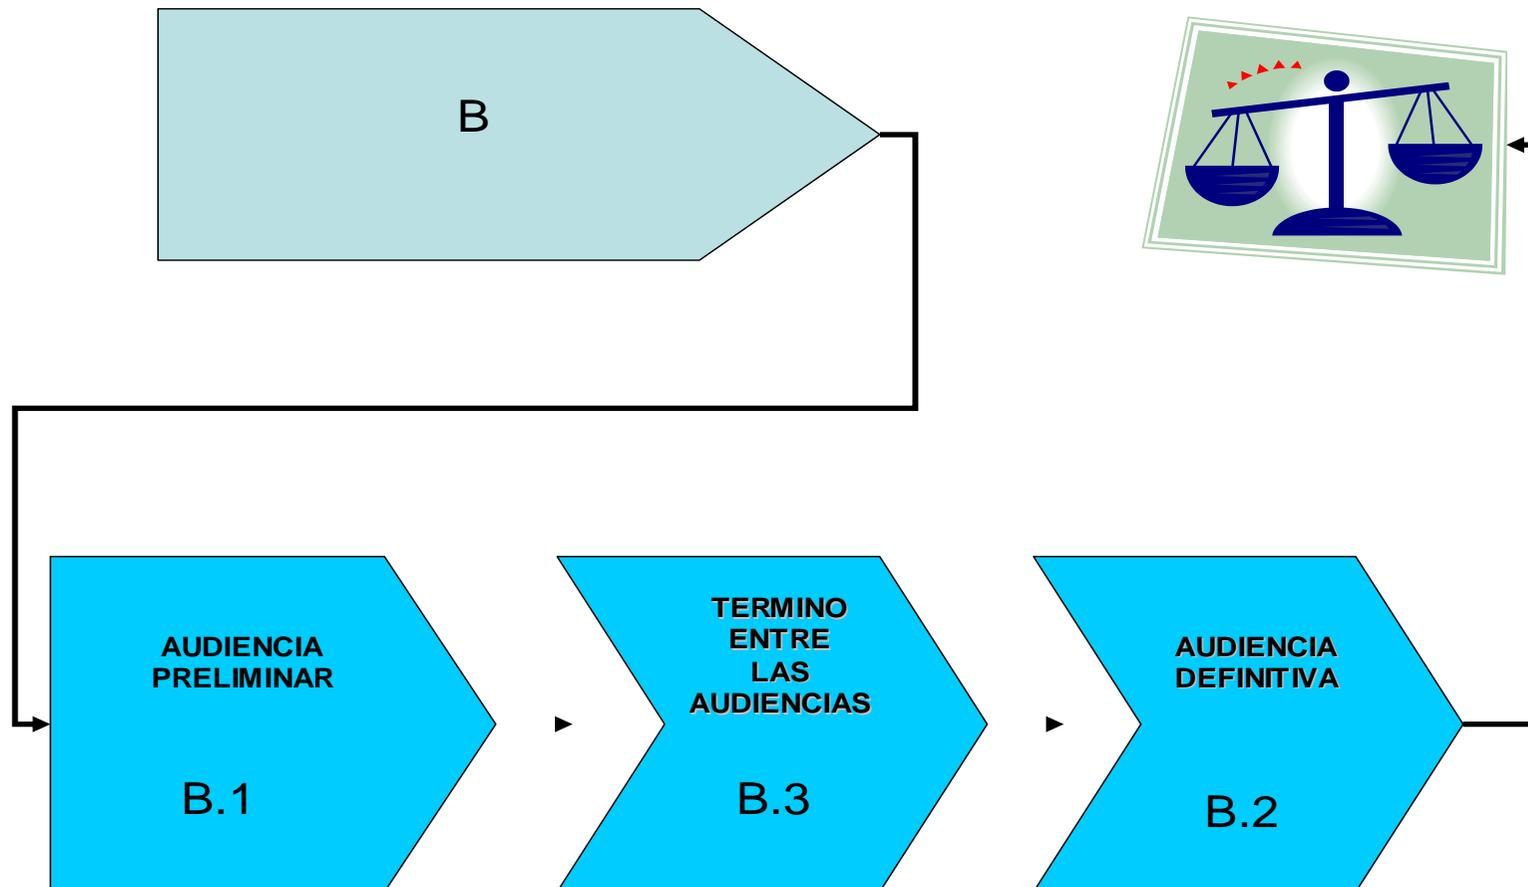 B
AUDIENCIA
PRELIMINAR
B.1
TERMINO
ENTRE
LAS
AUDIENCIAS
B.3
AUDIENCIA
DEFINITIVA
B.2